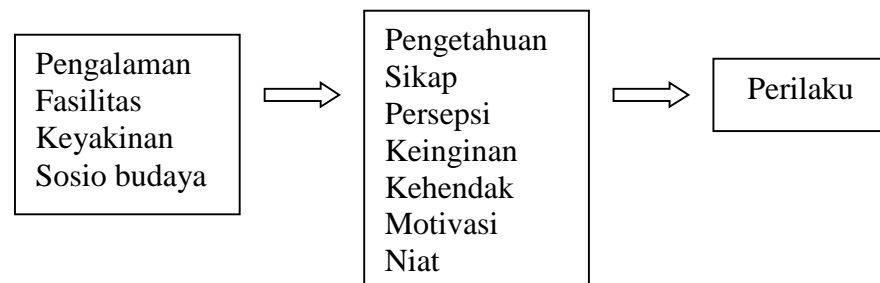 Pengalaman
Fasilitas
Keyakinan
Sosio budaya
Pengetahuan
Sikap
Persepsi
Keinginan
Kehendak
Motivasi
Niat
Perilaku